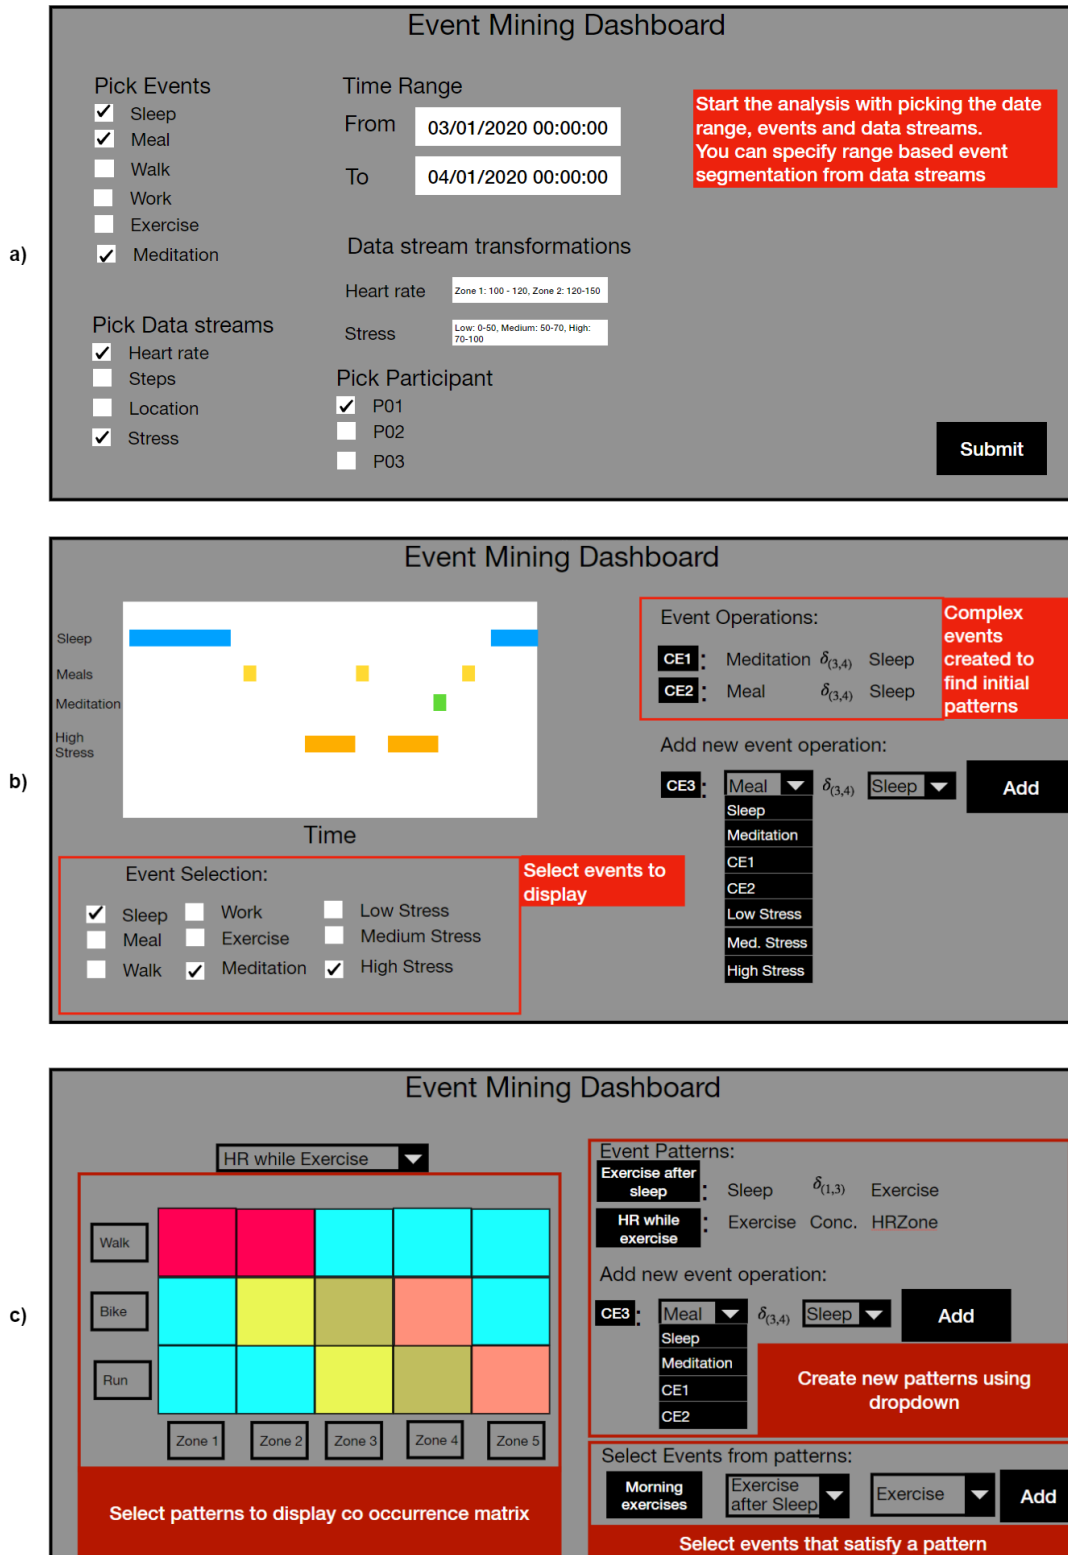 a)
Event Mining Dashboard
Pick Events
Sleep
Meal
Walk
Work
Exercise
Meditation
Pick Data streams
Heart rate
Steps
Location
Stress
Time Range
From 03/01/2020 00:00:00
To 04/01/2020 00:00:00
Data stream transformations
Heart rate Zone 1: 100 - 120, Zone 2: 120-150
Stress Low: 0-50, Medium: 50-70, High:
70-100
Pick Participant
P01
P02
P03
Start the analysis with picking the date
range, events and data streams.
You can specify range based event
segmentation from data streams
Submit
b)
Event Mining Dashboard
Sleep
Meals
Meditation
High
Stress
Time
Event Selection:
Sleep Work Low Stress
Meal Exercise Medium Stress
Walk Meditation High Stress
Select events to
display
Event Operations:
CE1 : Meditation δ(3,4) Sleep
CE2 : Meal δ(3,4) Sleep
Complex
events
created to
find initial
patterns
Add new event operation:
CE3 : Meal δ(3,4) Sleep Add
Sleep
Meditation
CE1
CE2
Low Stress
Med. Stress
High Stress
c)
Event Mining Dashboard
HR while Exercise
Walk
Bike
Run
Zone 1 Zone 2 Zone 3 Zone 4 Zone 5
Select patterns to display co occurrence matrix
Event Patterns:
Exercise after
sleep : Sleep δ(1,3) Exercise
HR while
exercise : Exercise Conc. HRZone
Add new event operation:
CE3 : Meal δ(3,4) Sleep Add
Sleep
Meditation
CE1
CE2
Create new patterns using
dropdown
Select Events from patterns:
Morning
exercises
Exercise
after Sleep
Exercise
Add
Select events that satisfy a pattern